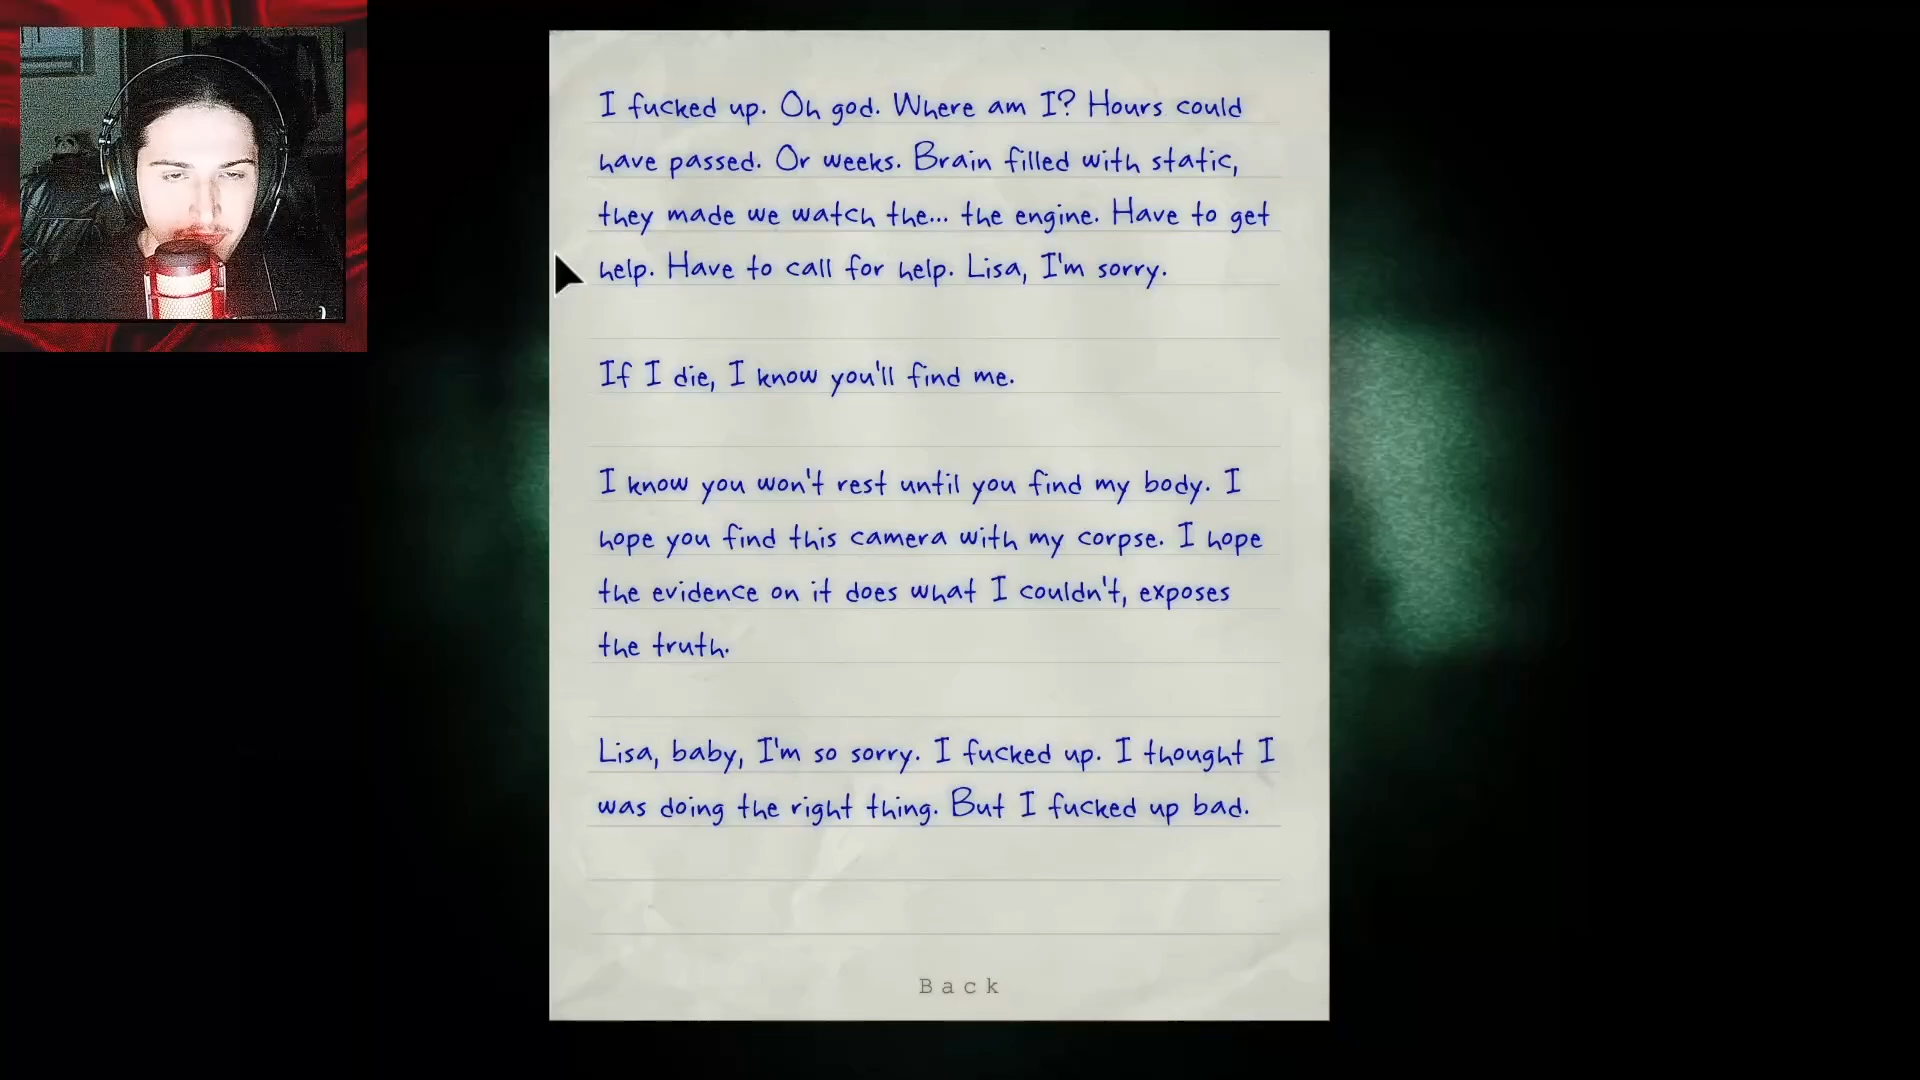 I fucked up. Oh god. Where am I? Hours could
have passed. Or weeks. Brain filled with static,
they made we watch the... the engine. Have to get
help. Have to call for help. Lisa, I'm sorry.
If I die, I know you'll find me.
I know you won't rest until you find my body. I
hope you find this camera with my corpse. I hope
the evidence on it does what I couldn't, exposes
the truth.
Lisa, baby, I'm so sorry. I fucked up. I thought I
was doing the right thing. But I fucked up bad.
Back